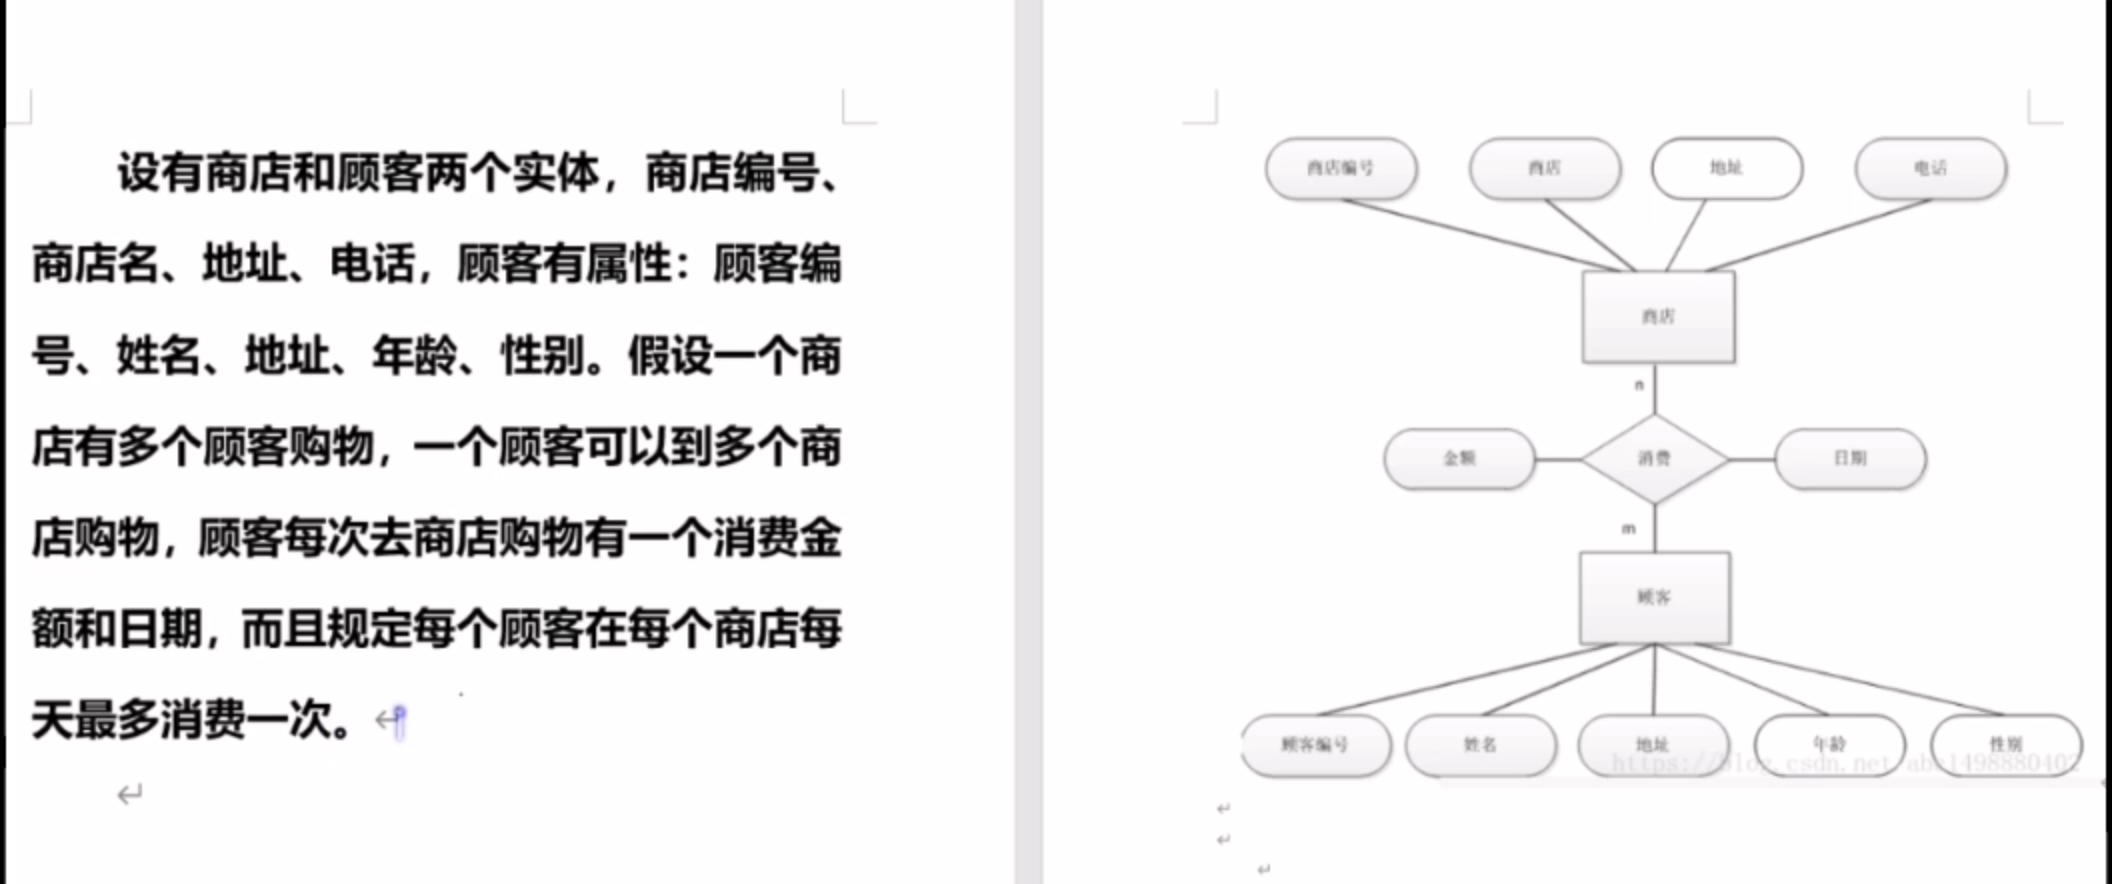 设有商店和顾客两个实体，商店编号、
商店名、地址、电话，顾客有属性：顾客编
号、姓名、地址、年龄、性别。假设一个商
店有多个顾客购物，一个顾客可以到多个商
店购物，顾客每次去商店购物有一个消费金
额和日期，而且规定每个顾客在每个商店每
天最多消费一次。
商店编号 商店 地址 电话
商店
n
金额 消费 日期
m
顾客
顾客编号 姓名 地址 年龄 性别
https://blog.csdn.net/abc1498880402